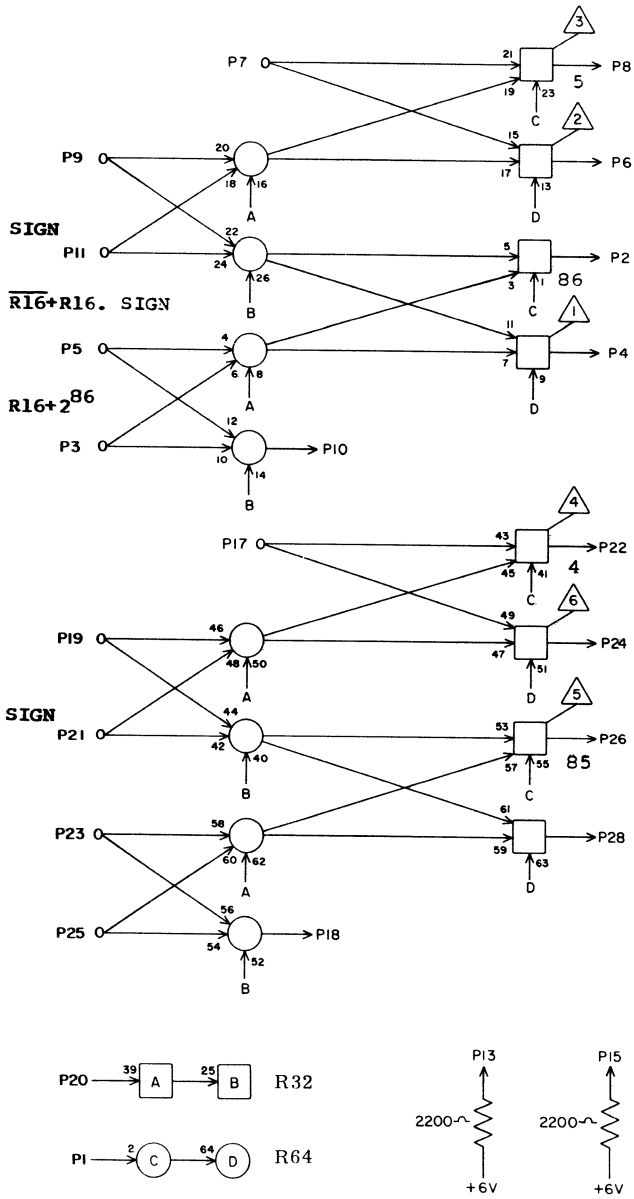 3
P7 21 P8
19 23 5
C
2
15
P9 20 17 13 P6
18 16
A D
SIGN
22 5 P2
P11 24 26 3 1 86
B C
R16+R16. SIGN
1
11
P5 4 7 9 P4
6 8
A D
R16+2^86
12
P3 10 14 P10
B
4
P17 43 P22
45 41 4
C
6
49
P19 46 47 51 P24
48 50
A D
SIGN
5
44 53 P26
P21 42 40 57 55 85
B C
61
P23 58 59 63 P28
60 62
A D
56
P25 54 52 P18
B
P20 39 A 25 B R32
P1 2 C 64 D R64
P13 P15
2200 2200
+6V +6V